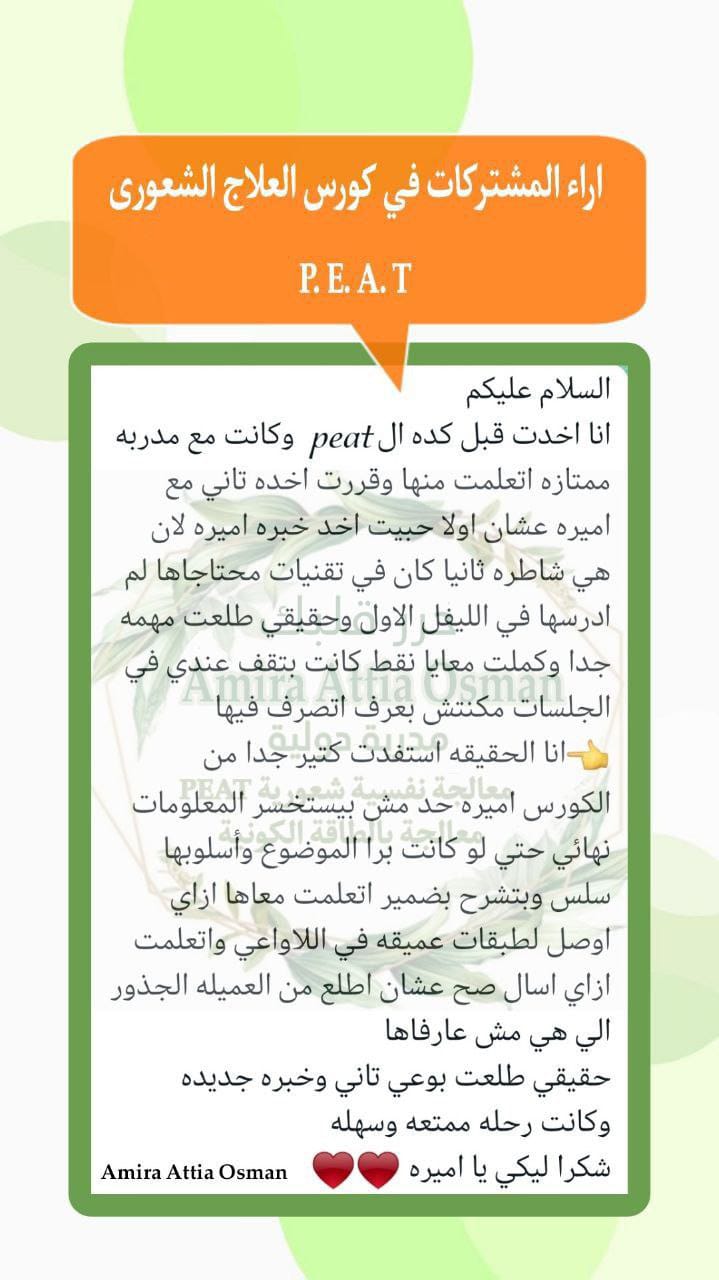 اراء المشتركات في كورس العلاج الشعورى
P. E. A. T
السلام عليكم
انا اخدت قبل كده ال peat وكانت مع مدربه
ممتازه اتعلمت منها وقررت اخده تاني مع
اميره عشان اولا حبيت اخد خبره اميره لان
هي شاطره ثانيا كان في تقنيات محتاجاها لم
ادرسها في الليفل الاول وحقيقي طلعت مهمه
جدا وكملت معايا نقط كانت بتقف عندي في
الجلسات مكنتش بعرف اتصرف فيها
👈انا الحقيقه استفدت كتير جدا من
الكورس اميره حد مش بيستخسر المعلومات
نهائي حتي لو كانت برا الموضوع وأسلوبها
سلس وبتشرح بضمير اتعلمت معاها ازاي
اوصل لطبقات عميقه في اللاواعي واتعلمت
ازاي اسال صح عشان اطلع من العميله الجذور
الي هي مش عارفاها
حقيقي طلعت بوعي تاني وخبره جديده
وكانت رحله ممتعه وسهله
شكرا ليكي يا اميره ❤❤
Amira Attia Osman
حرر قلبك
Amira Attia Osman
مدربة دولية
معالجة نفسية شعورية PEAT
معالجة بالطاقة الكونية